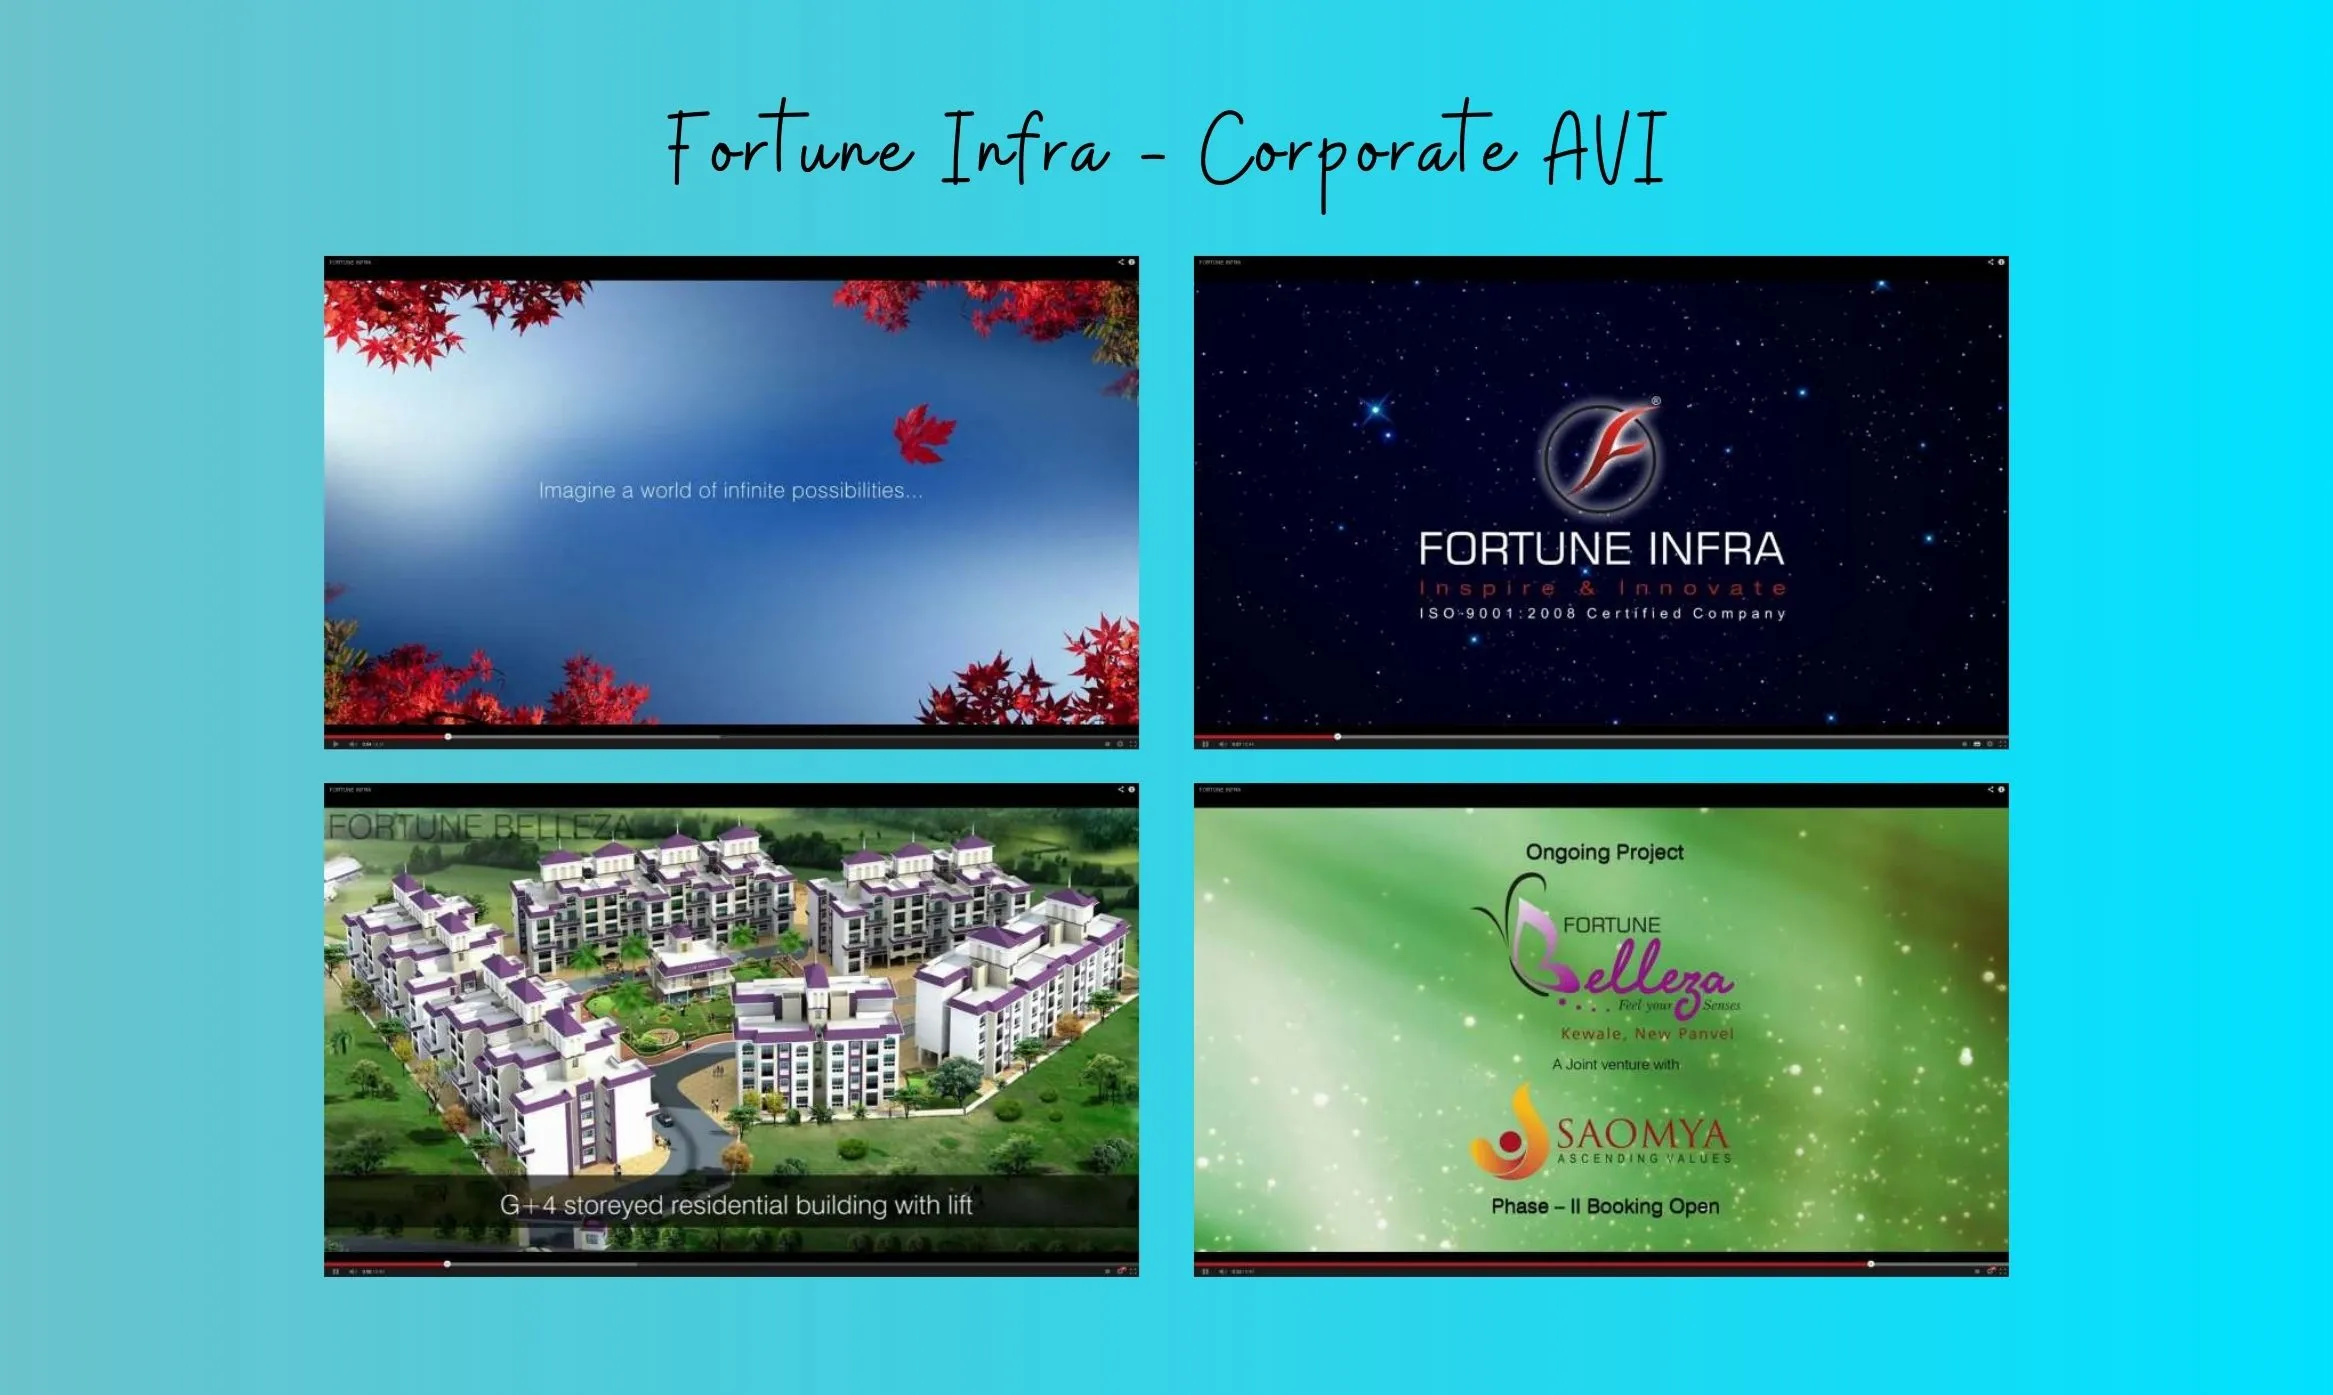 Fortune Infra - Corporate AVI
FORTUNE INFRA
Imagine a world of infinite possibilities...
FORTUNE INFRA
®
FORTUNE INFRA
Inspire & Innovate
ISO-9001:2008 Certified Company
FORTUNE INFRA
FORTUNE BELLEZA
G+4 storeyed residential building with lift
FORTUNE INFRA
Ongoing Project
FORTUNE
Belleza
Feel your Senses
Kewale, New Panvel
A Joint venture with
SAOMYA
ASCENDING VALUES
Phase – II Booking Open